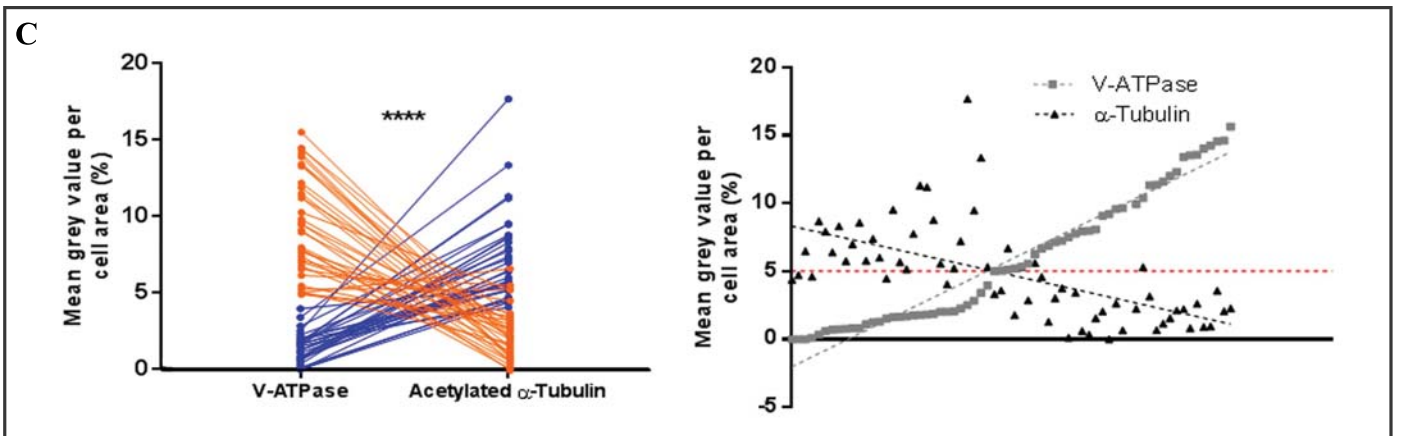 C
Mean grey value per
cell area (%)
20
15
10
5
0
****
V-ATPase
Acetylated α-Tubulin
Mean grey value per
cell area (%)
20
15
10
5
0
-5
V-ATPase
α-Tubulin